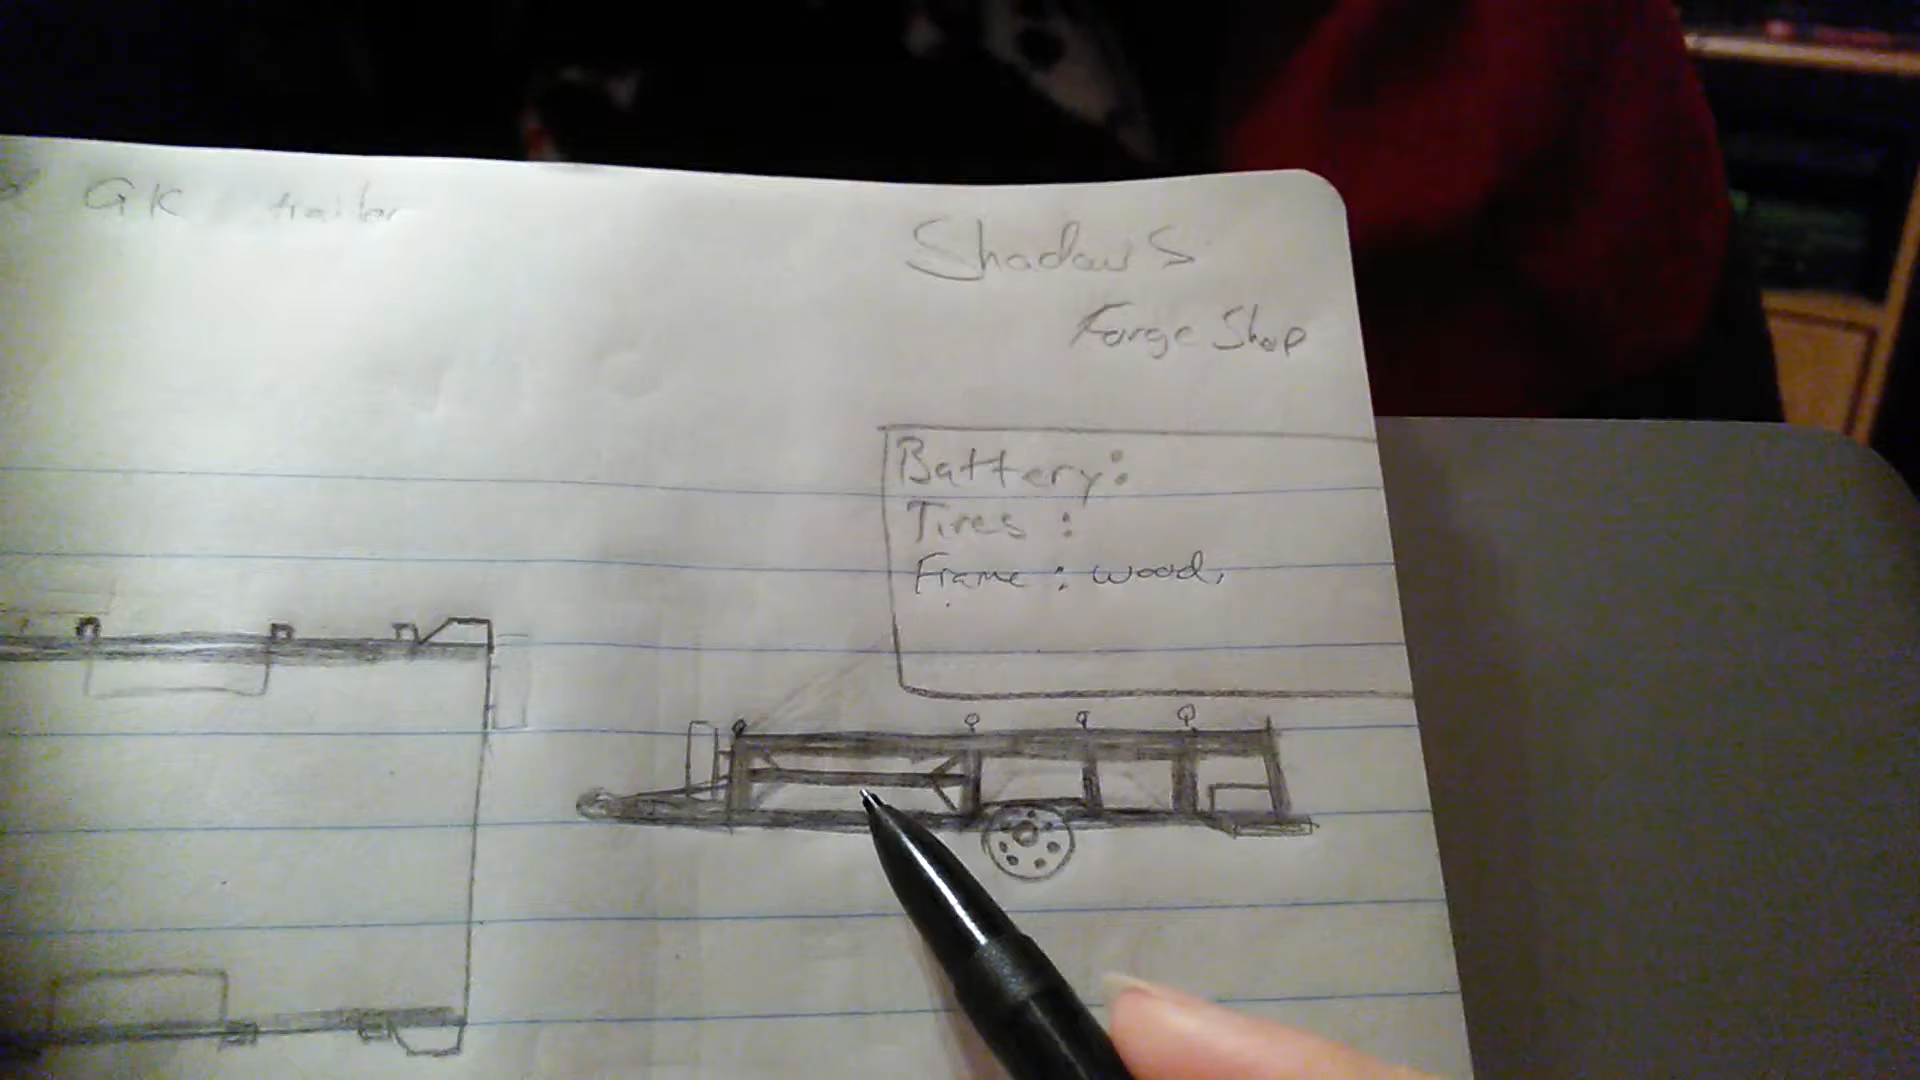 GK trailer
Shadow S
Forge Shop
Battery:
Tires :
Frame : wood,